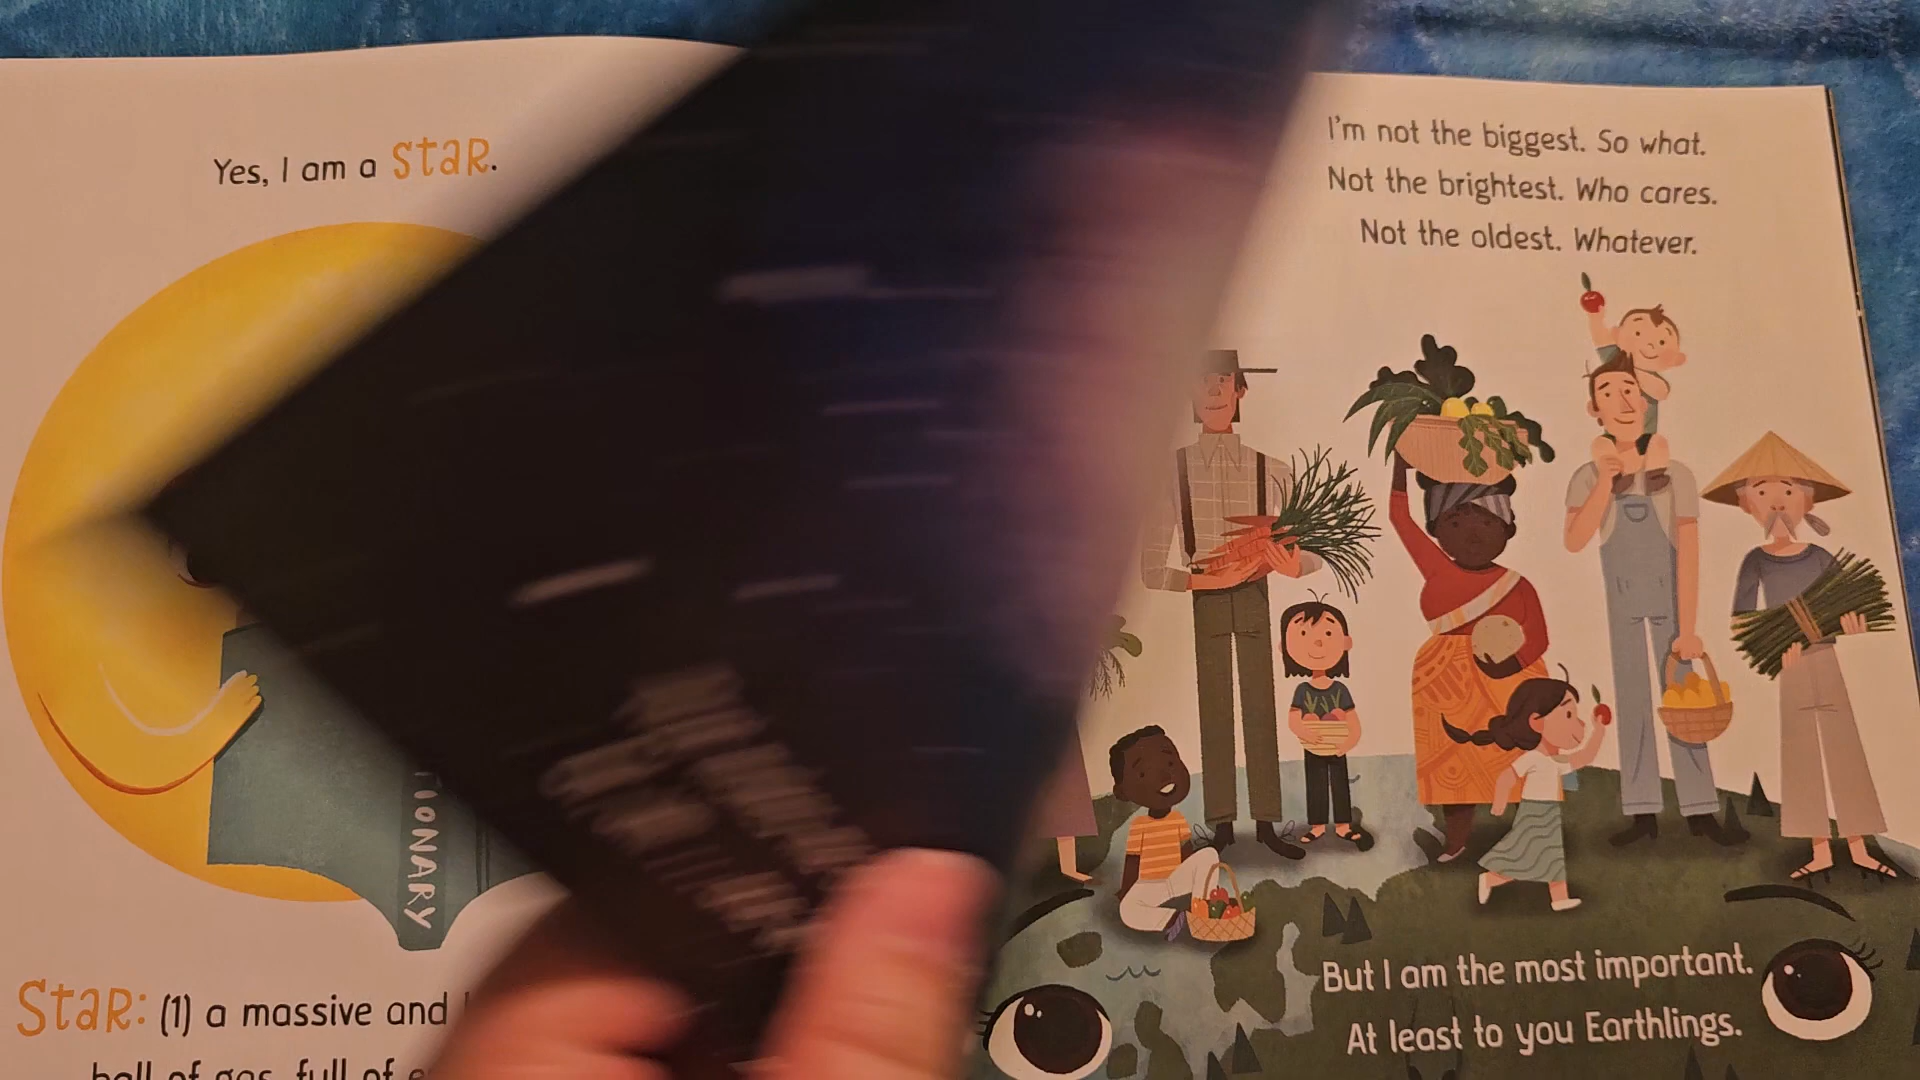 Yes, I am a star.
TIONARY
Star: (1) a massive and
ball of gas, full of
I'm not the biggest. So what.
Not the brightest. Who cares.
Not the oldest. Whatever.
But I am the most important.
At least to you Earthlings.